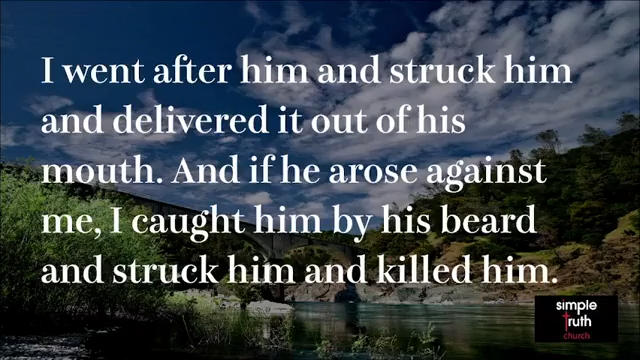 I went after him and struck him
and delivered it out of his
mouth. And if he arose against
me, I caught him by his beard
and struck him and killed him.
simple
truth
church